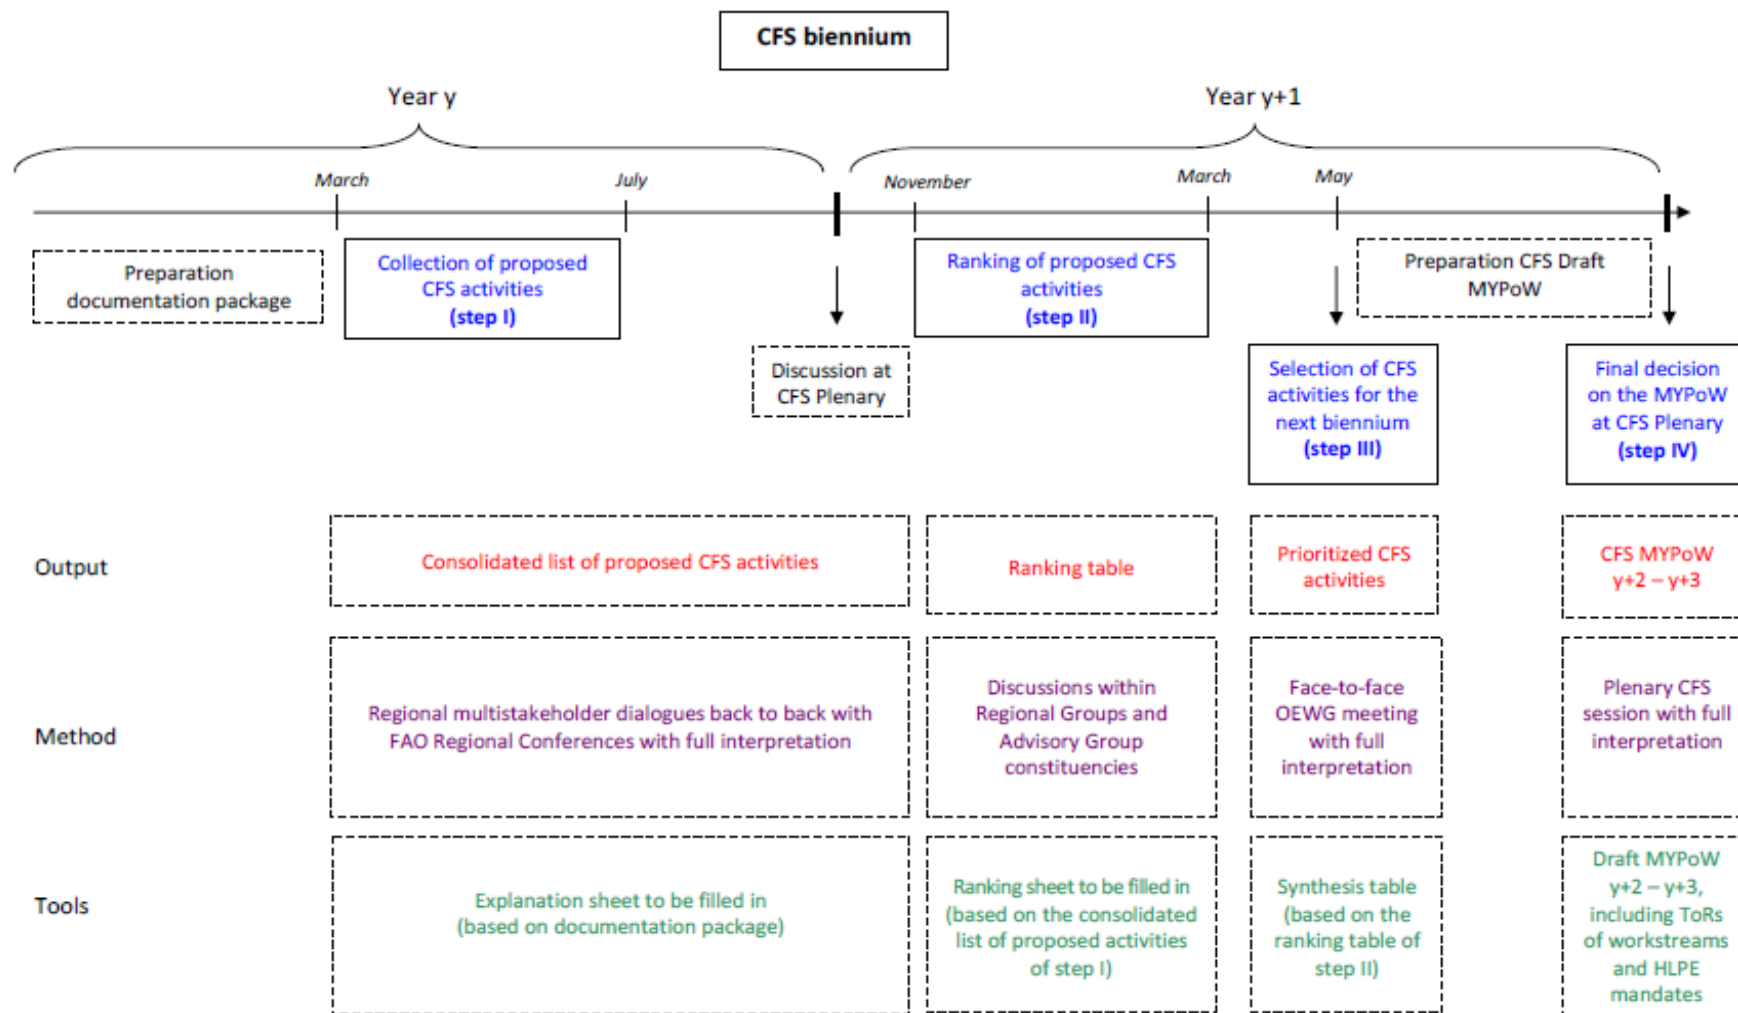 CFS biennium
Year y
Year y+1
March
July
November
March
May
Preparation
documentation package
Collection of proposed
CFS activities
(step I)
Ranking of proposed CFS
activities
(step II)
Preparation CFS Draft
MYPoW
Discussion at
CFS Plenary
Selection of CFS
activities for the
next biennium
(step III)
Final decision
on the MYPoW
at CFS Plenary
(step IV)
Output
Consolidated list of proposed CFS activities
Ranking table
Prioritized CFS
activities
CFS MYPoW
y+2 – y+3
Method
Regional multistakeholder dialogues back to back with
FAO Regional Conferences with full interpretation
Discussions within
Regional Groups and
Advisory Group
constituencies
Face-to-face
OEWG meeting
with full
interpretation
Plenary CFS
session with full
interpretation
Tools
Explanation sheet to be filled in
(based on documentation package)
Ranking sheet to be filled in
(based on the consolidated
list of proposed activities
of step I)
Synthesis table
(based on the
ranking table of
step II)
Draft MYPoW
y+2 – y+3,
including ToRs
of workstreams
and HLPE
mandates